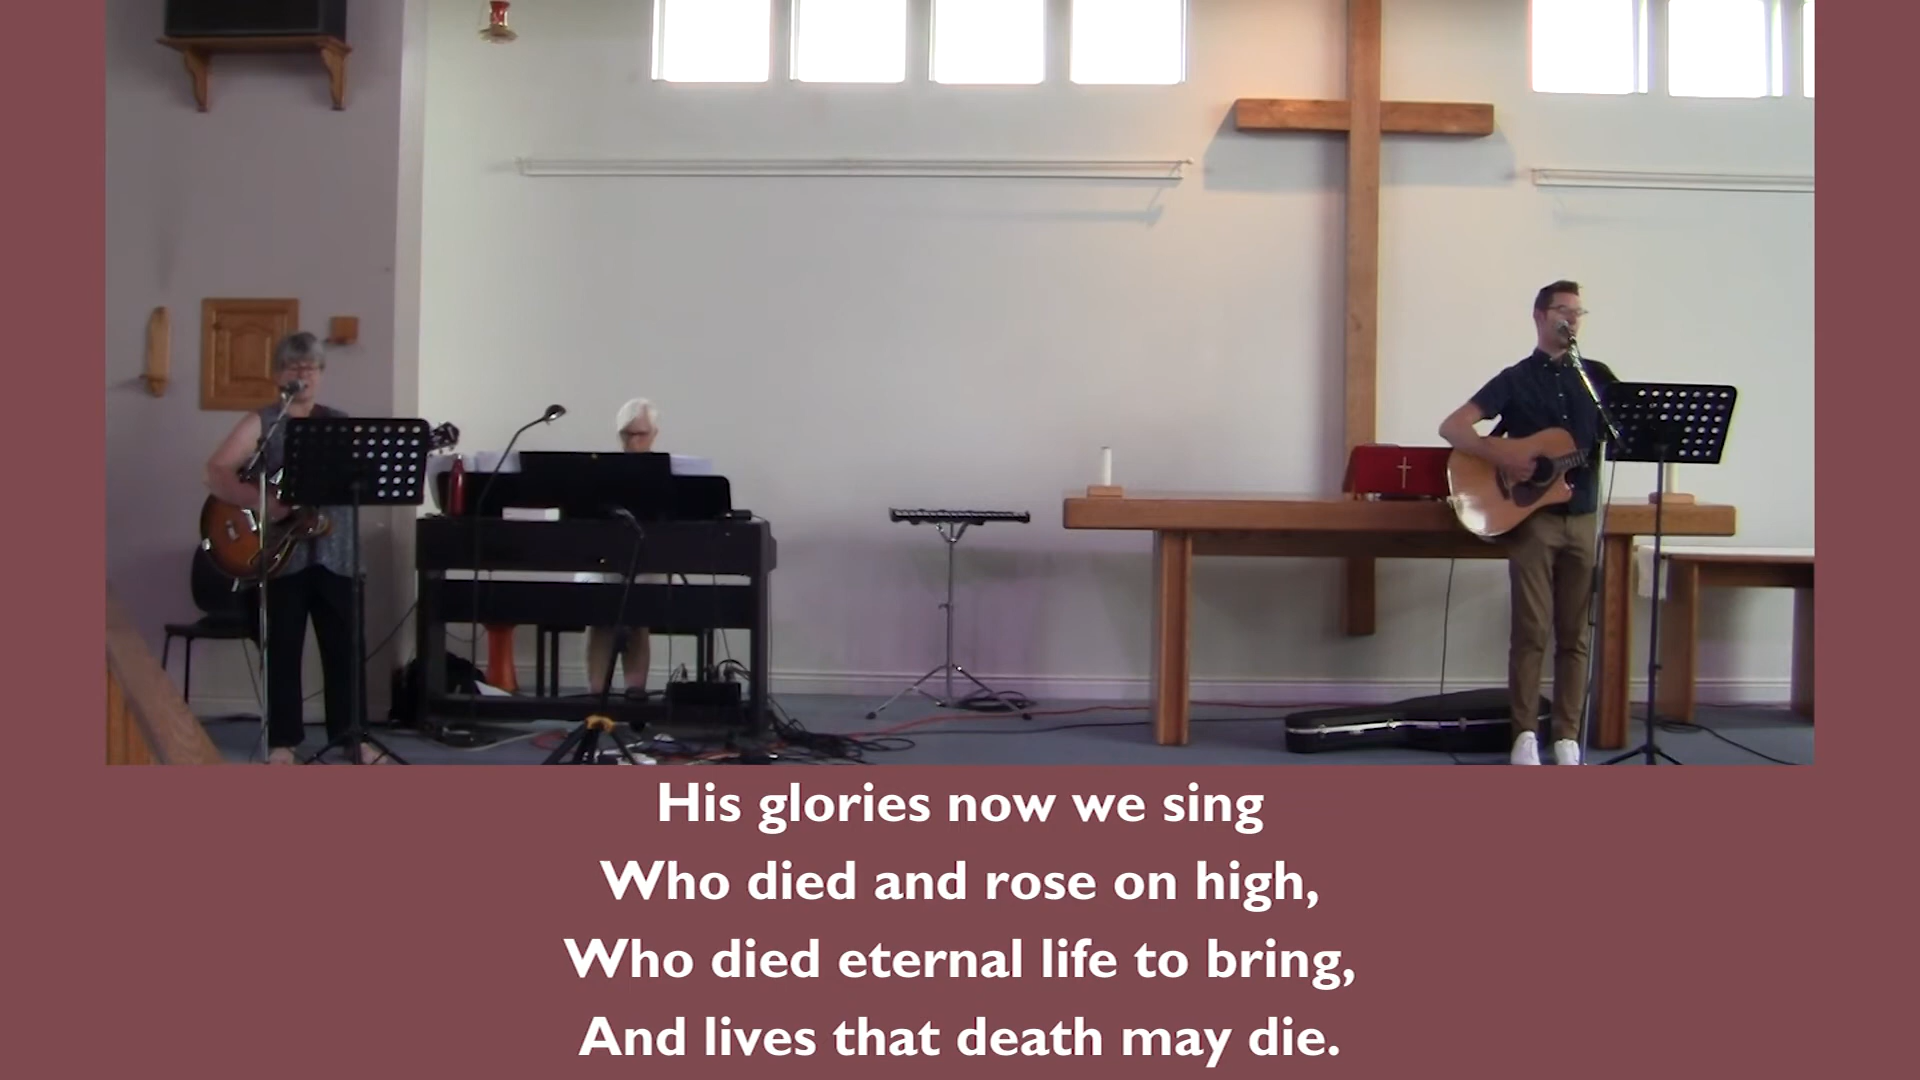 His glories now we sing
Who died and rose on high,
Who died eternal life to bring,
And lives that death may die.